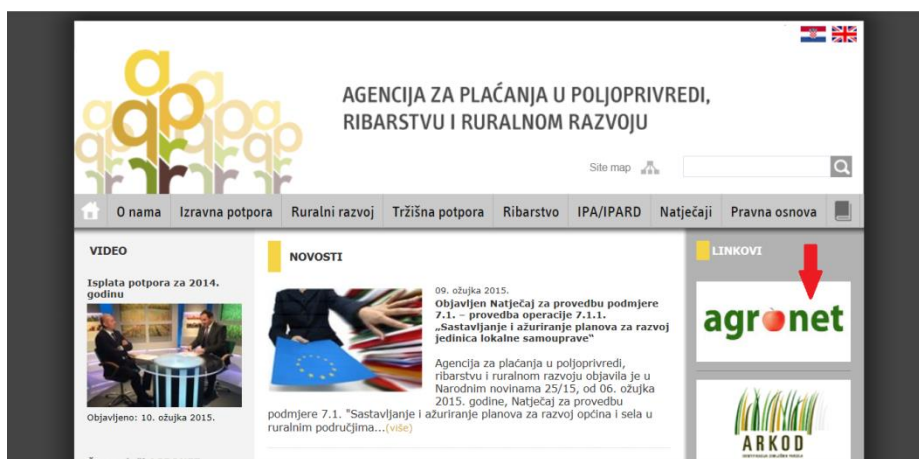 AGENCIJA ZA PLAĆANJA U POLJOPRIVREDI,
RIBARSTVU I RURALNOM RAZVOJU
Site map
O nama Izravna potpora Ruralni razvoj Tržišna potpora Ribarstvo IPA/IPARD Natječaji Pravna osnova
VIDEO
Isplata potpora za 2014.
godinu
Objavljeno: 10. ožujka 2015.
NOVOSTI
09. ožujka 2015.
Objavljen Natječaj za provedbu podmjere
7.1. – provedba operacije 7.1.1.
„Sastavljanje i ažuriranje planova za razvoj
jedinica lokalne samouprave“
Agencija za plaćanja u poljoprivredi,
ribarstvu i ruralnom razvoju objavila je u
Narodnim novinama 25/15, od 06. ožujka
2015. godine, Natječaj za provedbu
podmjere 7.1. "Sastavljanje i ažuriranje planova za razvoj općina i sela u
ruralnim područjima...(više)
LINKOVI
agronet
ARKOD